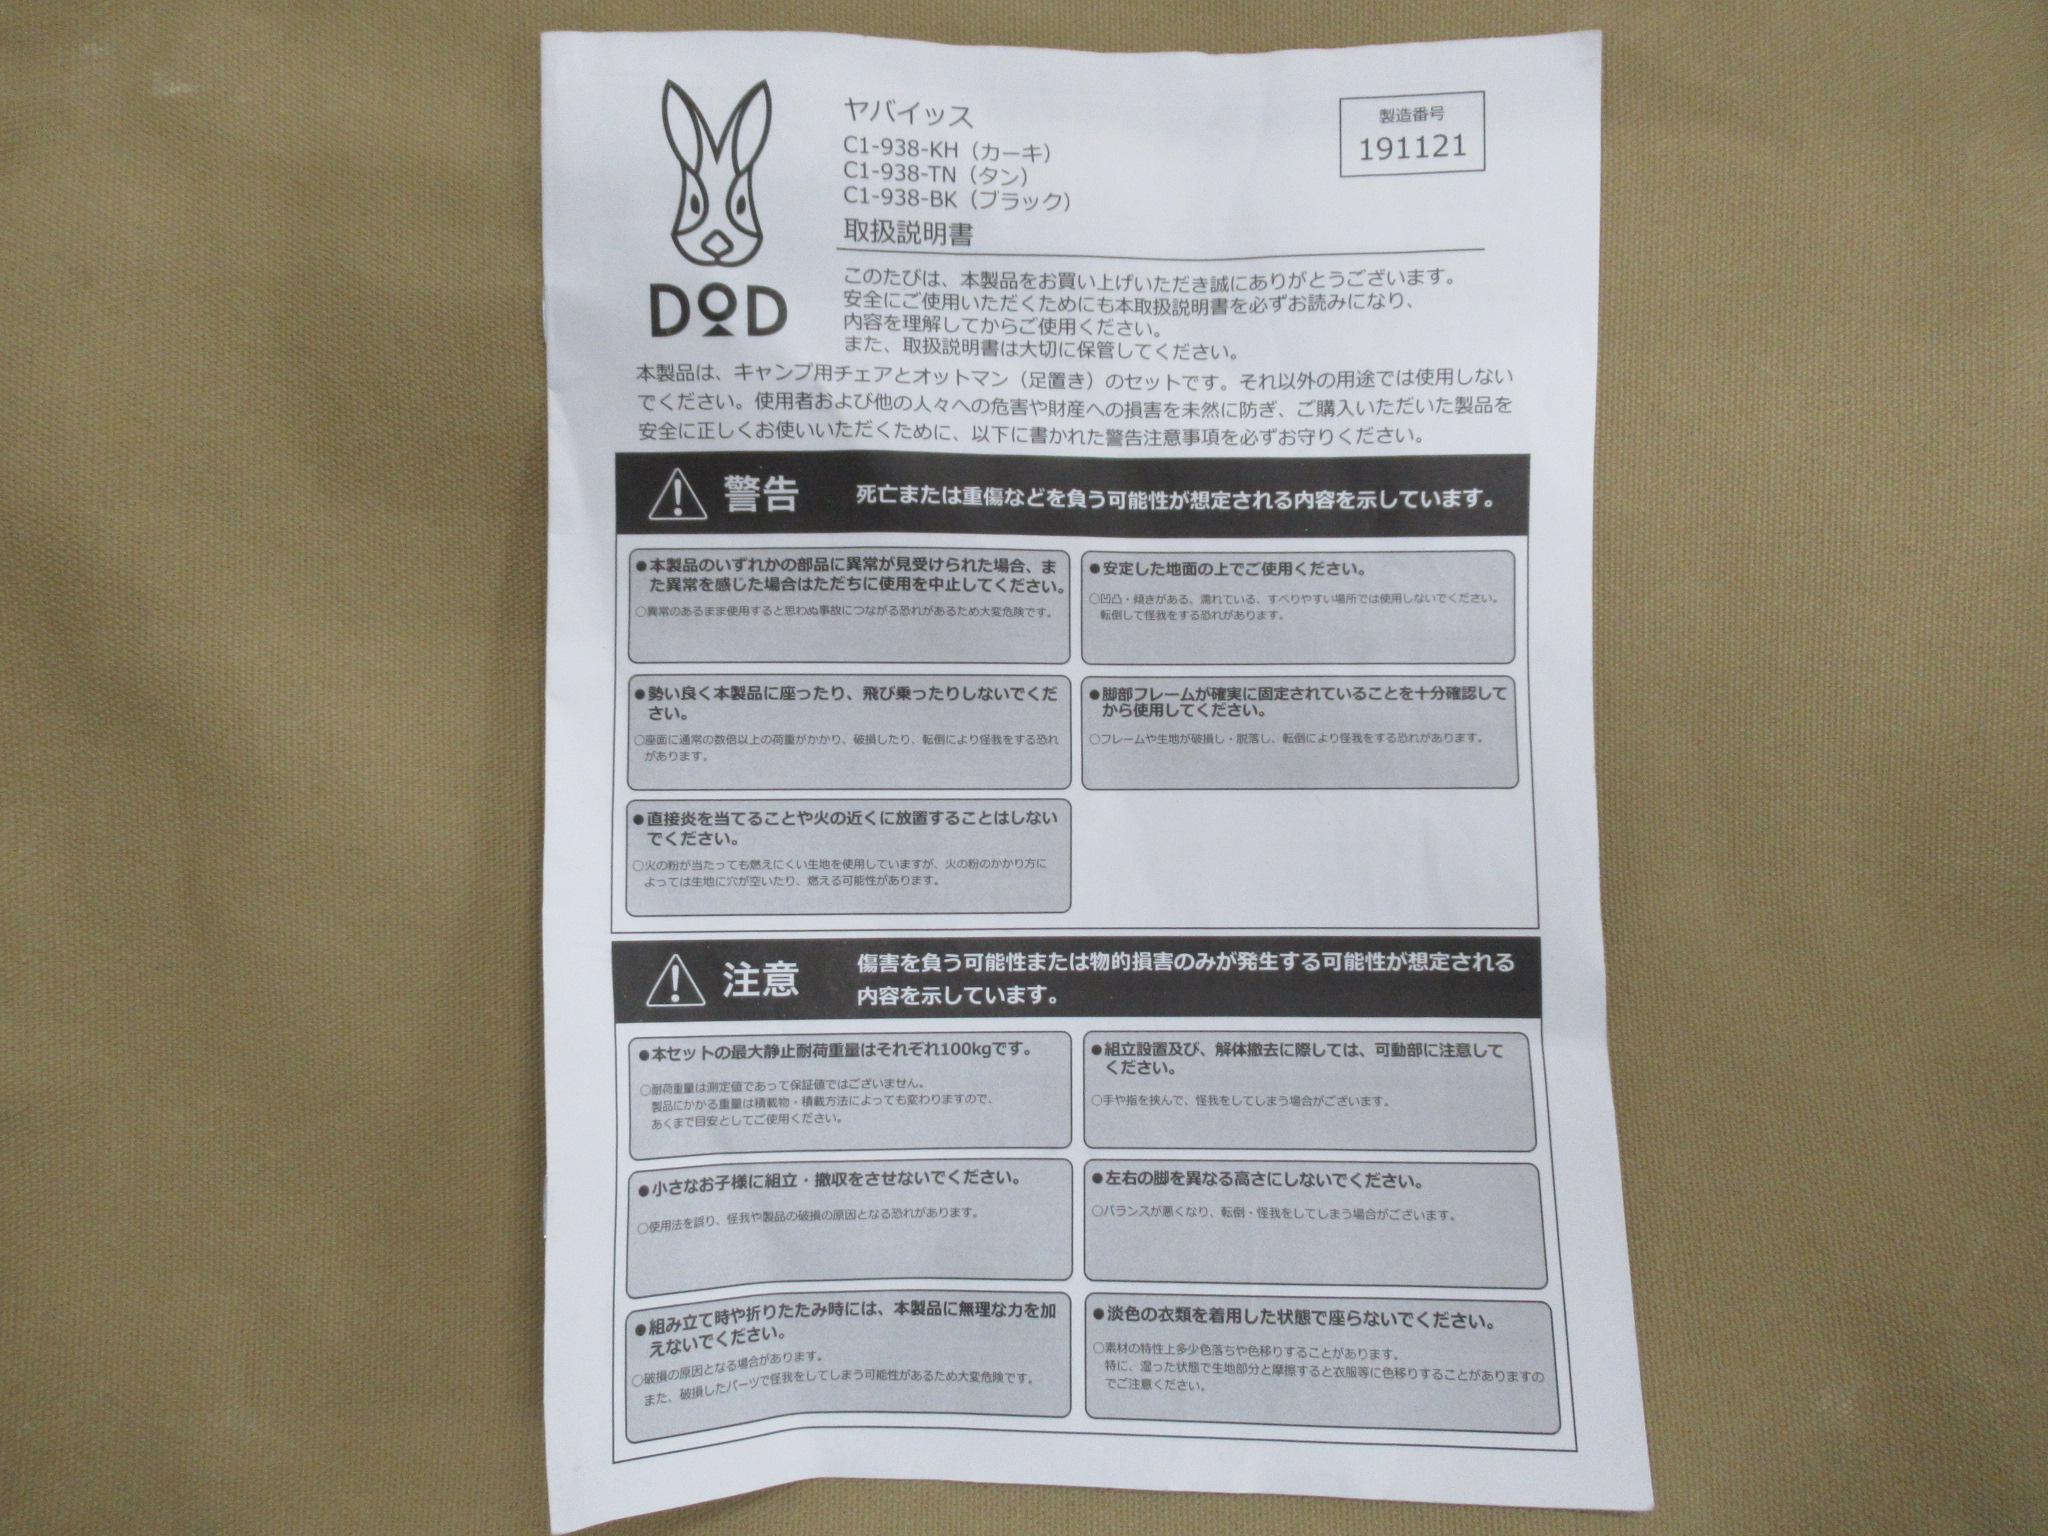 DOD
ヤバイッス
C1-938-KH（カーキ）
C1-938-TN（タン）
C1-938-BK（ブラック）
取扱説明書
製造番号
191121
このたびは、本製品をお買い上げいただき誠にありがとうございます。
安全にご使用いただくためにも本取扱説明書を必ずお読みになり、
内容を理解してからご使用ください。
また、取扱説明書は大切に保管してください。
本製品は、キャンプ用チェアとオットマン（足置き）のセットです。それ以外の用途では使用しない
でください。使用者および他の人々への危害や財産への損害を未然に防ぎ、ご購入いただいた製品を
安全に正しくお使いいただくために、以下に書かれた警告注意事項を必ずお守りください。
警告
死亡または重傷などを負う可能性が想定される内容を示しています。
●本製品のいずれかの部品に異常が見受けられた場合、ま
た異常を感じた場合はただちに使用を中止してください。
○異常のあるまま使用すると思わぬ事故につながる恐れがあるため大変危険です。
●安定した地面の上でご使用ください。
○凹凸・傾きがある、濡れている、すべりやすい場所では使用しないでください。
転倒して怪我をする恐れがあります。
●勢い良く本製品に座ったり、飛び乗ったりしないでくだ
さい。
○座面に通常の数倍以上の荷重がかかり、破損したり、転倒により怪我をする恐れ
があります。
●脚部フレームが確実に固定されていることを十分確認して
から使用してください。
○フレームや生地が破損し・脱落し、転倒により怪我をする恐れがあります。
●直接炎を当てることや火の近くに放置することはしない
でください。
○火の粉が当たっても燃えにくい生地を使用していますが、火の粉のかかり方に
よっては生地に穴が空いたり、燃える可能性があります。
注意
傷害を負う可能性または物的損害のみが発生する可能性が想定される
内容を示しています。
●本セットの最大静止耐荷重量はそれぞれ100kgです。
○耐荷重量は測定値であって保証値ではございません。
製品にかかる重量は積載物・積載方法によっても変わりますので、
あくまで目安としてご使用ください。
●組立設置及び、解体撤去に際しては、可動部に注意して
ください。
○手や指を挟んで、怪我をしてしまう場合がございます。
●小さなお子様に組立・撤収をさせないでください。
○使用法を誤り、怪我や製品の破損の原因となる恐れがあります。
●左右の脚を異なる高さにしないでください。
○バランスが悪くなり、転倒・怪我をしてしまう場合がございます。
●組み立て時や折りたたみ時には、本製品に無理な力を加
えないでください。
○破損の原因となる場合があります。
また、破損したパーツで怪我をしてしまう可能性があるため大変危険です。
●淡色の衣類を着用した状態で座らないでください。
○素材の特性上多少色落ちや色移りすることがあります。
特に、湿った状態で生地部分と摩擦すると衣服等に色移りすることがありますの
でご注意ください。